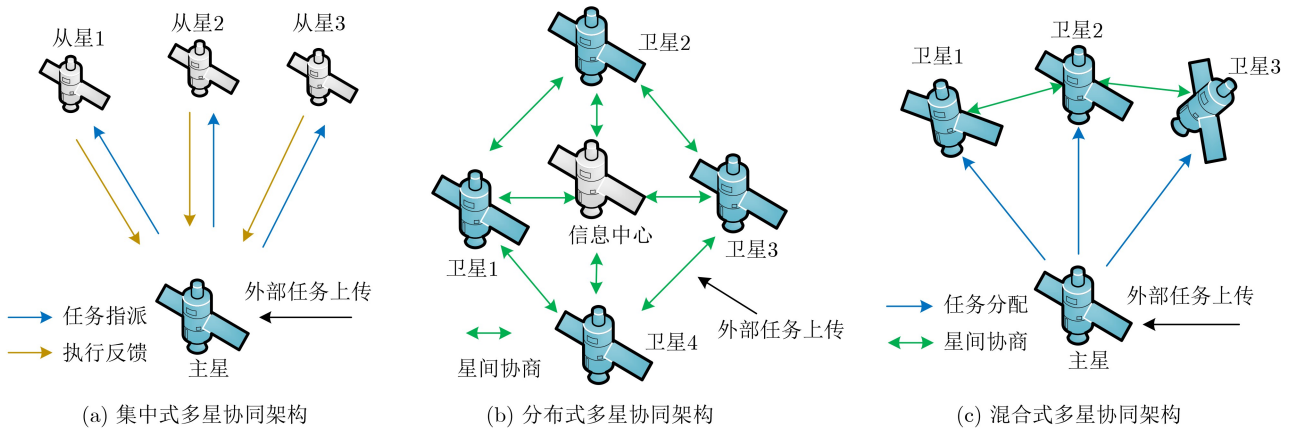 从星1
从星2
从星3
外部任务上传
任务指派
执行反馈
主星
(a) 集中式多星协同架构
卫星2
信息中心
卫星1
卫星3
外部任务上传
卫星4
星间协商
(b) 分布式多星协同架构
卫星1
卫星2
卫星3
外部任务上传
任务分配
星间协商
主星
(c) 混合式多星协同架构